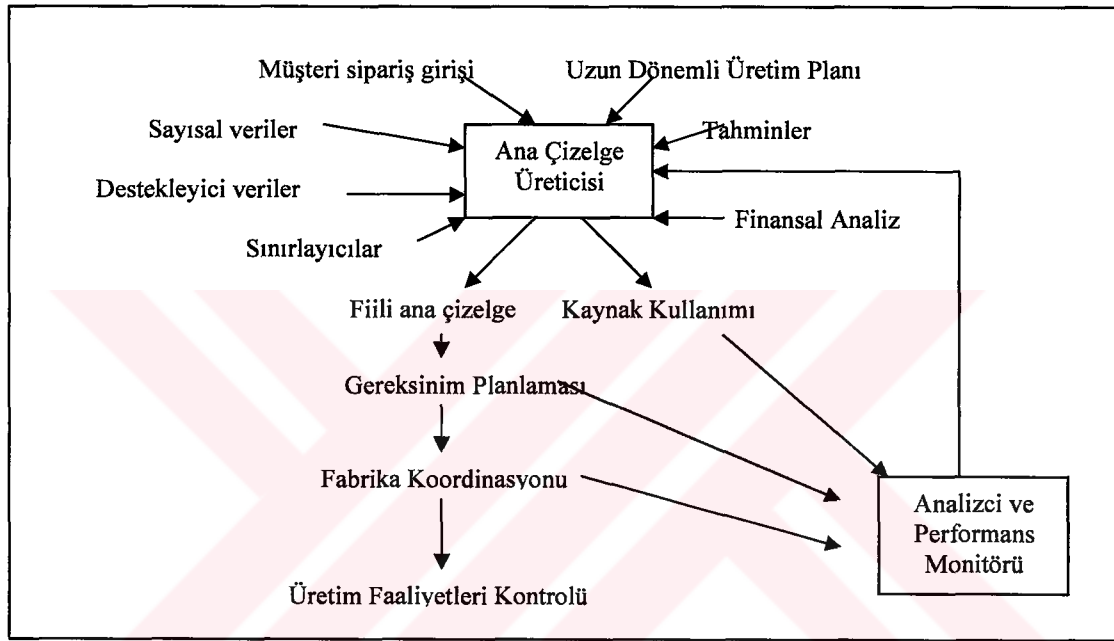 Müşteri sipariş girişi
Uzun Dönemli Üretim Planı
Sayısal veriler
Tahminler
Ana Çizelge
Üreticisi
Destekleyici veriler
Finansal Analiz
Sınırlayıcılar
Fiili ana çizelge
Kaynak Kullanımı
Gereksinim Planlaması
Fabrika Koordinasyonu
Analizci ve
Performans
Monitörü
Üretim Faaliyetleri Kontrolü